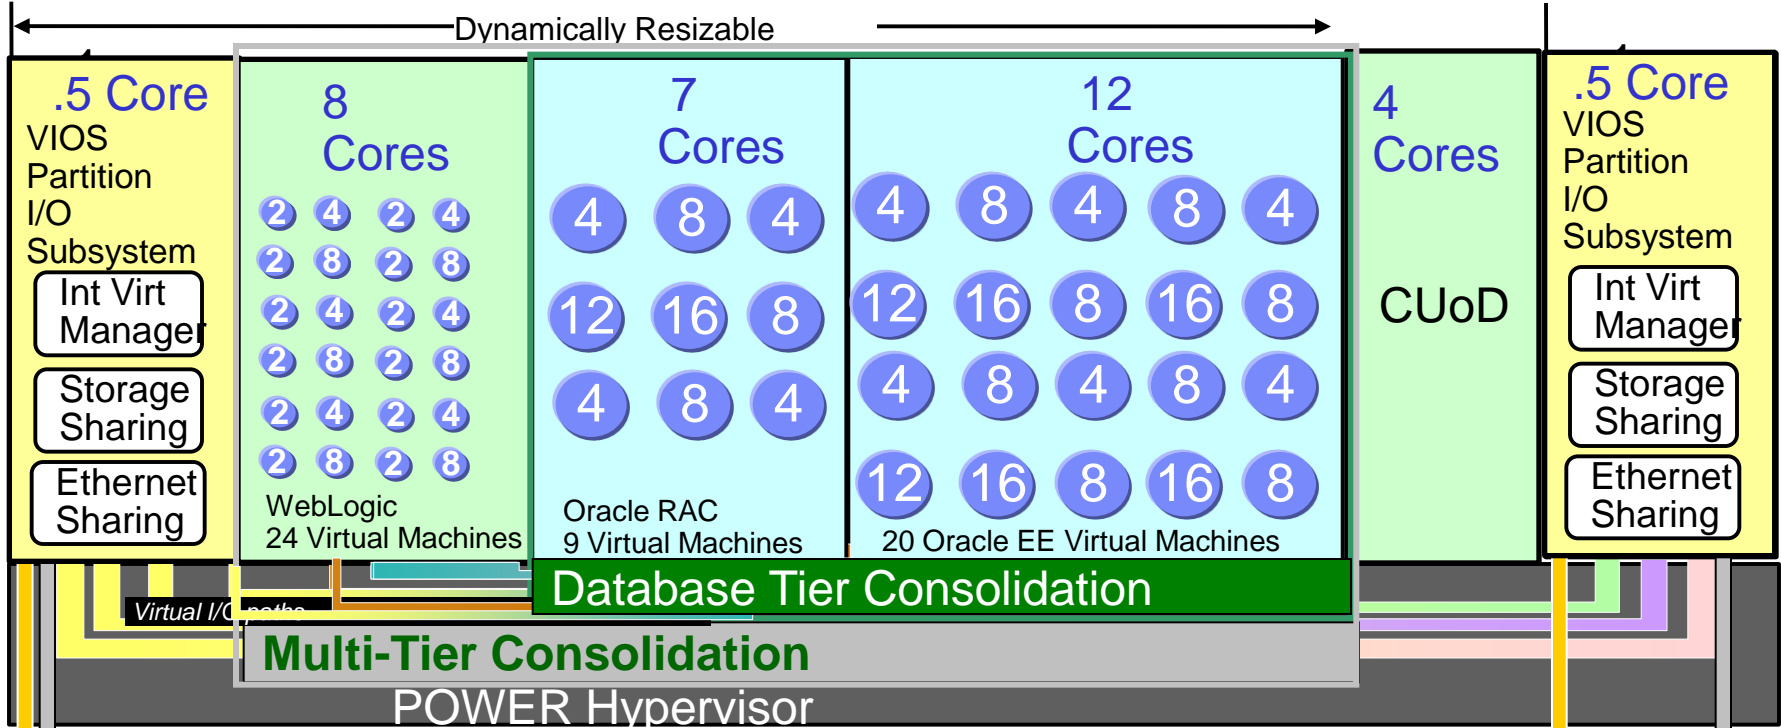 Dynamically Resizable
.5 Core
VIOS
Partition
I/O
Subsystem
Int Virt
Manager
Storage
Sharing
Ethernet
Sharing
8
Cores
2 4 2 4
2 8 2 8
2 4 2 4
2 8 2 8
2 4 2 4
2 8 2 8
WebLogic
24 Virtual Machines
7
Cores
4 8 4
12 16 8
4 8 4
Oracle RAC
9 Virtual Machines
12
Cores
4 8 4 8 4
12 16 8 16 8
4 8 4 8 4
12 16 8 16 8
20 Oracle EE Virtual Machines
4
Cores
CUoD
.5 Core
VIOS
Partition
I/O
Subsystem
Int Virt
Manager
Storage
Sharing
Ethernet
Sharing
Database Tier Consolidation
Virtual I/O paths
Multi-Tier Consolidation
POWER Hypervisor